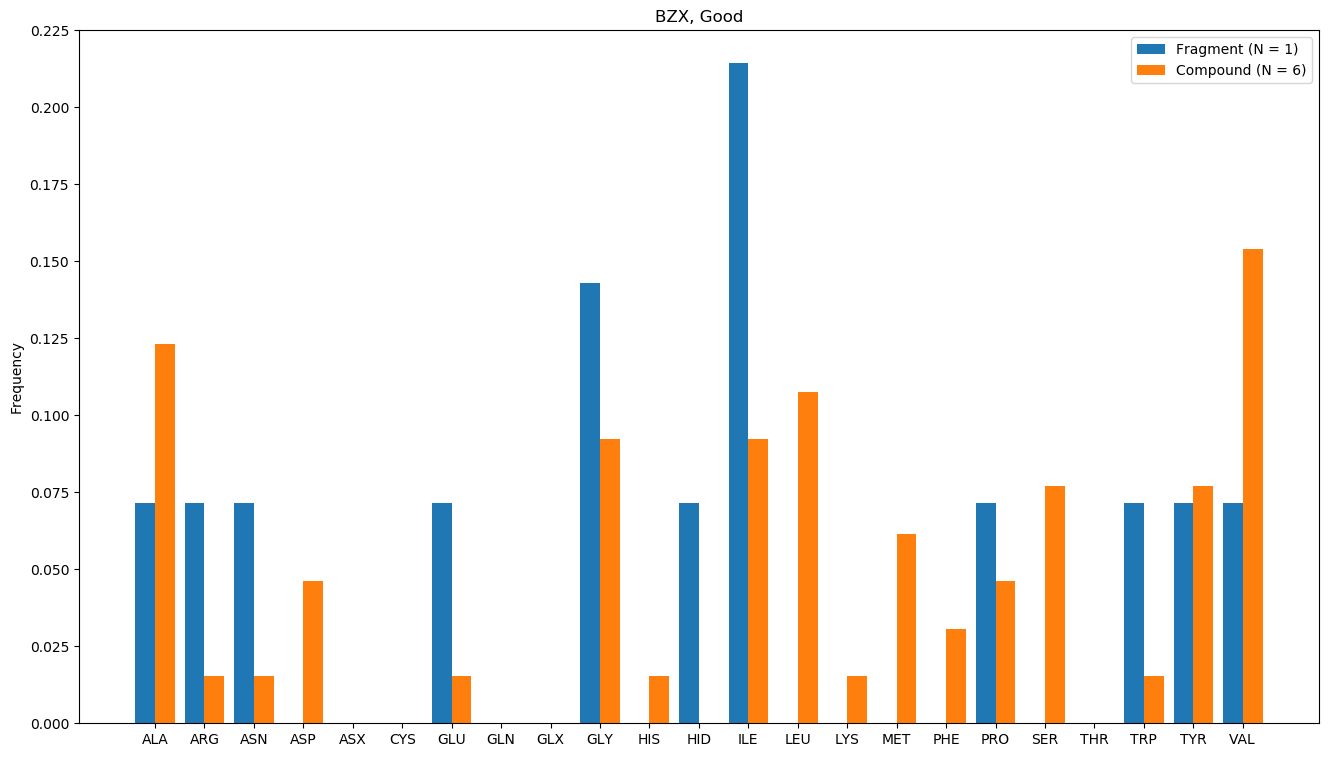 BZX, Good
Fragment (N = 1)
Compound (N = 6)
Frequency
0.225
0.200
0.175
0.150
0.125
0.100
0.075
0.050
0.025
0.000
ALA ARG ASN ASP ASX CYS GLU GLN GLX GLY HIS HID ILE LEU LYS MET PHE PRO SER THR TRP TYR VAL